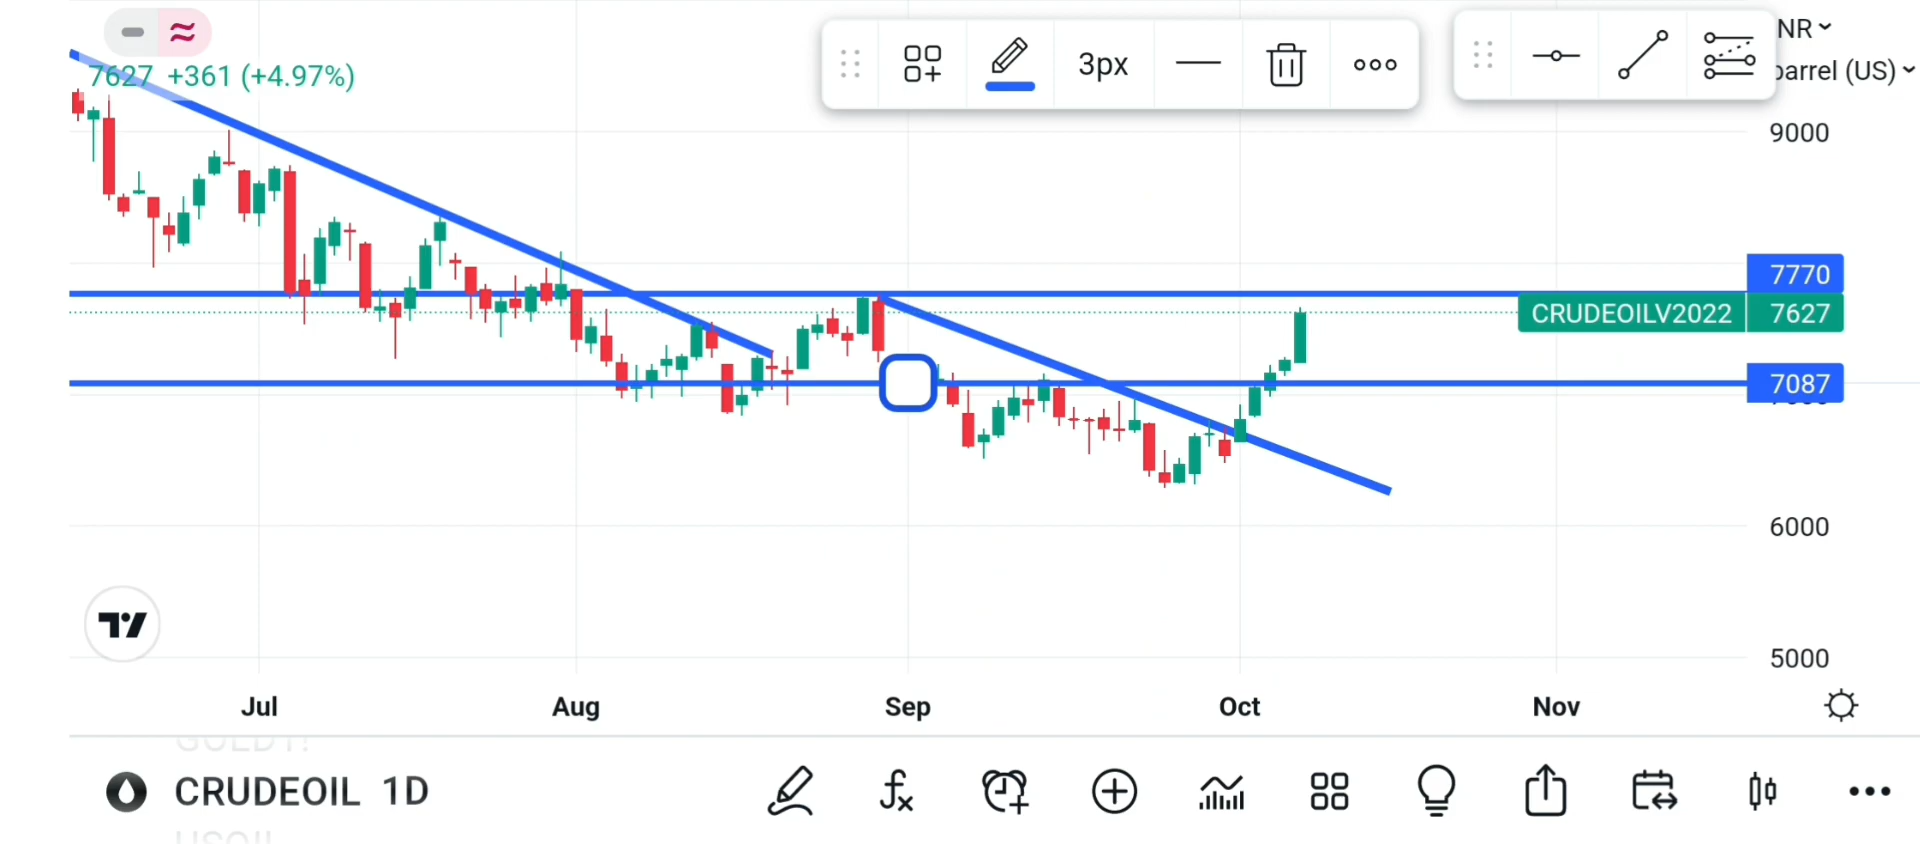 7627 +361 (+4.97%)
3px
NR
barrel (US)
9000
7770
CRUDEOILV2022 7627
7087
6000
5000
Jul Aug Sep Oct Nov
CRUDEOIL 1D